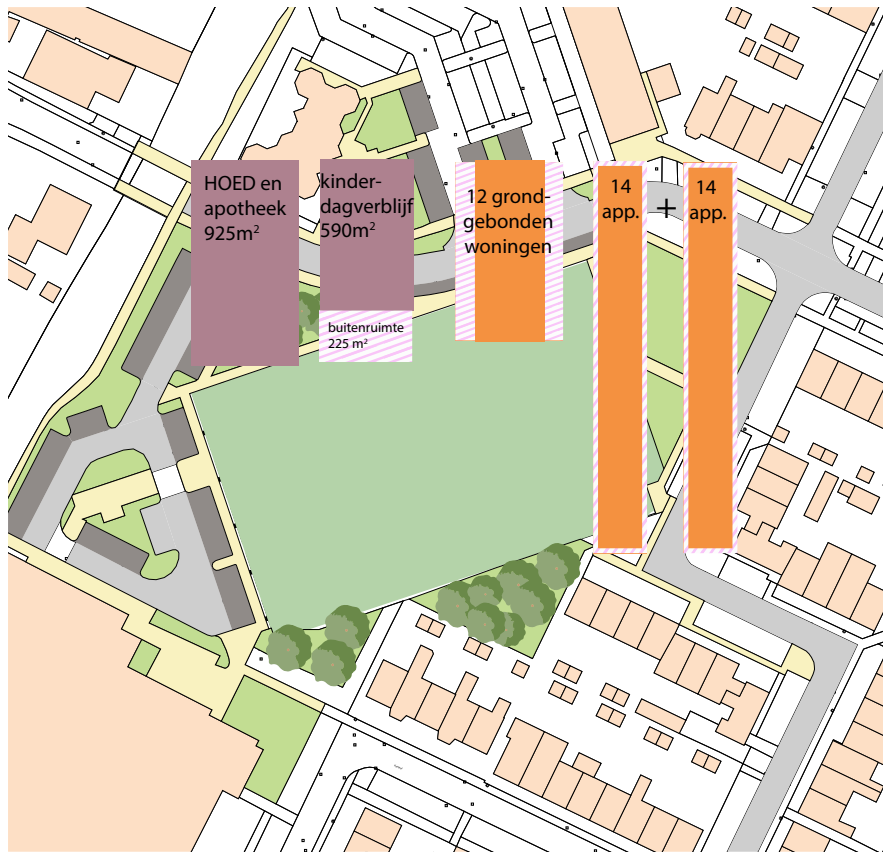 HOED en
apotheek
925m²
kinder-
dagverblijf
590m²
buitenruimte
225 m²
12 grond-
gebonden
woningen
14
app.
+
14
app.